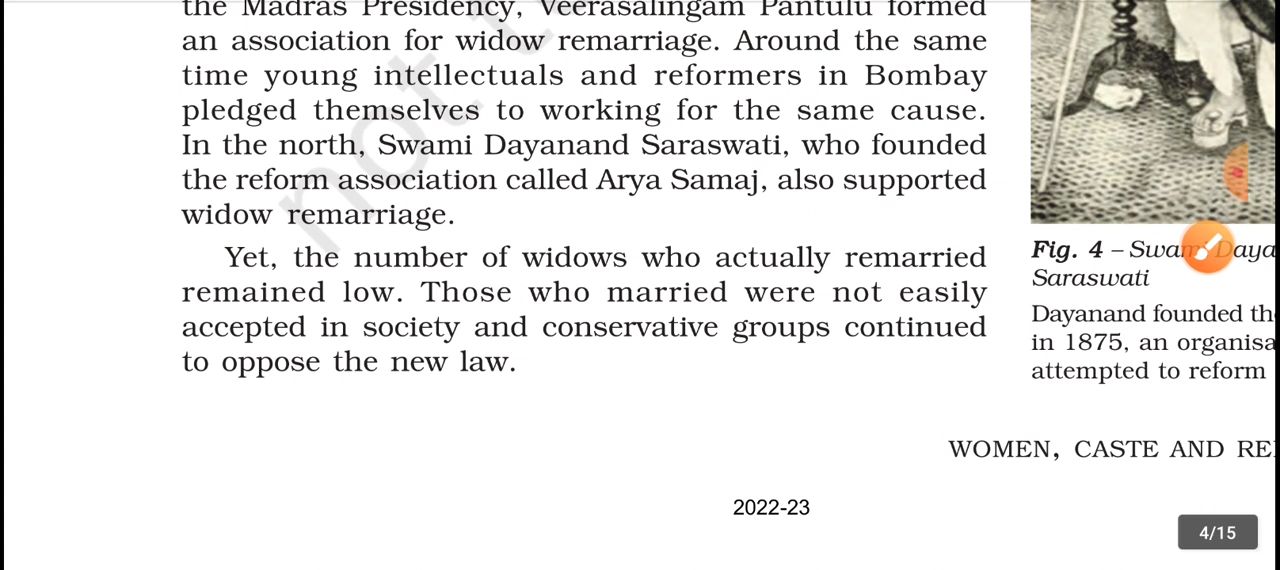 the Madras Presidency, Veerasalingam Pantulu formed
an association for widow remarriage. Around the same
time young intellectuals and reformers in Bombay
pledged themselves to working for the same cause.
In the north, Swami Dayanand Saraswati, who founded
the reform association called Arya Samaj, also supported
widow remarriage.
Yet, the number of widows who actually remarried
remained low. Those who married were not easily
accepted in society and conservative groups continued
to oppose the new law.
Fig. 4 – Swami Daya
Saraswati
Dayanand founded th
in 1875, an organisa
attempted to reform
WOMEN, CASTE AND RE
2022-23
4/15
not t